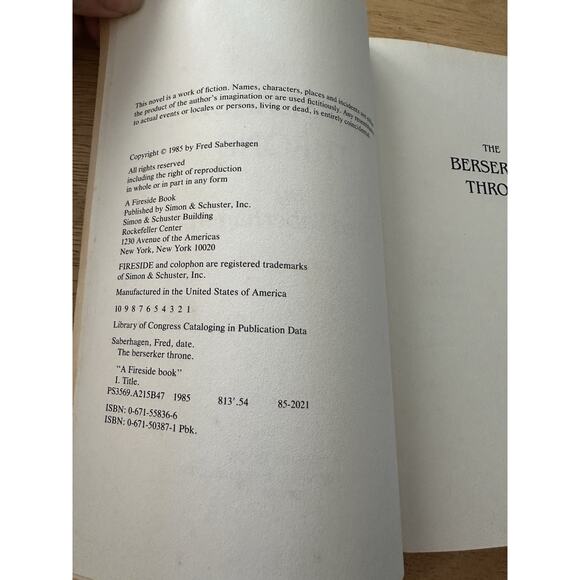 This novel is a work of fiction. Names, characters, places and incidents are either
the product of the author's imagination or are used fictitiously. Any resemblance
to actual events or locales or persons, living or dead, is entirely coincidental.
Copyright © 1985 by Fred Saberhagen
All rights reserved
including the right of reproduction
in whole or in part in any form
A Fireside Book
Published by Simon & Schuster, Inc.
Simon & Schuster Building
Rockefeller Center
1230 Avenue of the Americas
New York, New York 10020
FIRESIDE and colophon are registered trademarks
of Simon & Schuster, Inc.
Manufactured in the United States of America
10 9 8 7 6 5 4 3 2 1
Library of Congress Cataloging in Publication Data
Saberhagen, Fred, date.
The berserker throne.
"A Fireside book"
I. Title.
PS3569.A215B47 1985 813'.54 85-2021
ISBN: 0-671-55836-6
ISBN: 0-671-50387-1 Pbk.
THE
BERSERK
THRO